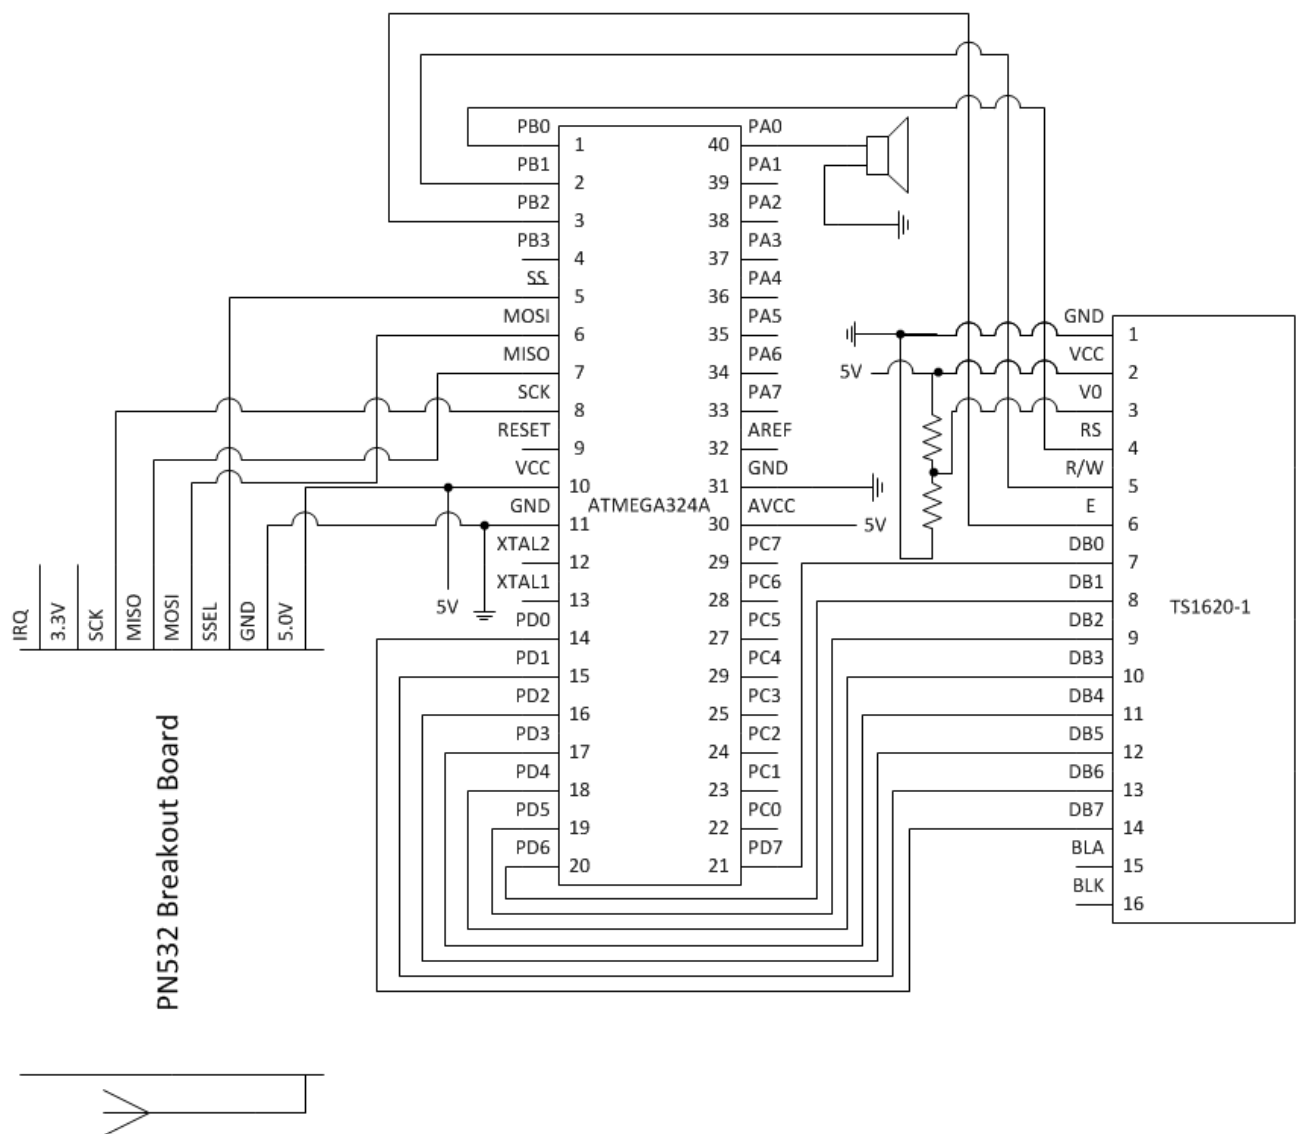 PB0 PA0
1 40
PB1 PA1
2 39
PB2 PA2
3 38
PB3 PA3
4 37
SS PA4
5 36
MOSI PA5 GND
6 35 1
MISO PA6 VCC
7 34 5V 2
SCK PA7 V0
8 33 3
RESET AREF RS
9 32 4
VCC GND R/W
10 31 5
GND ATMEGA324A AVCC E
11 30 5V 6
XTAL2 PC7 DB0
12 29 7
XTAL1 PC6 DB1
13 28 5V 8 TS1620-1
PD0 PC5 DB2
14 27 9
PD1 PC4 DB3
15 29 10
PD2 PC3 DB4
16 25 11
PD3 PC2 DB5
17 24 12
PD4 PC1 DB6
18 23 13
PD5 PC0 DB7
19 22 14
PD6 PD7 BLA
20 21 15
BLK
16
IRQ
3.3V
SCK
MISO
MOSI
SSEL
GND
5.0V
PN532 Breakout Board